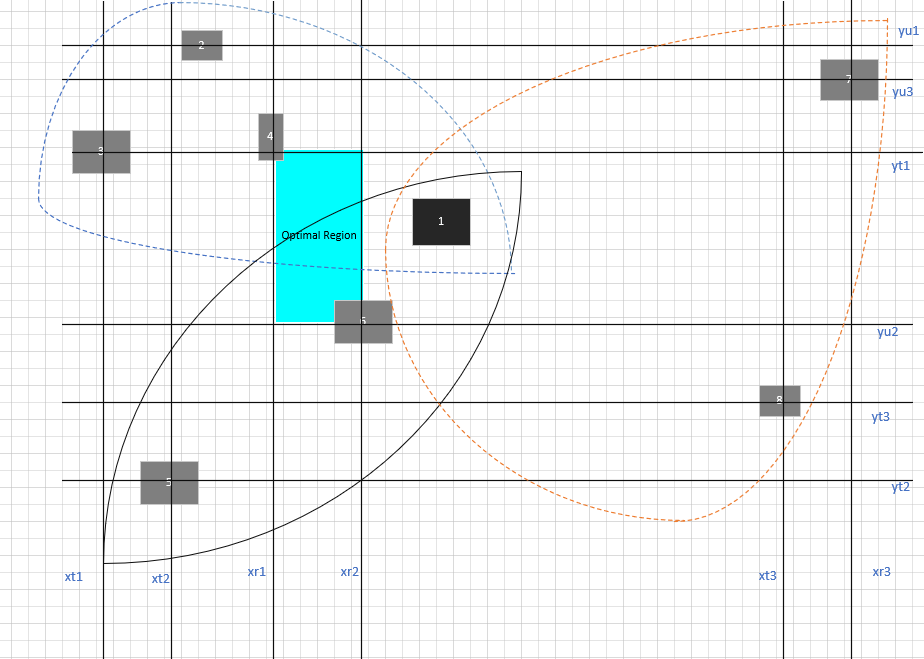 yu1
2
7
yu3
4
3
yt1
1
Optimal Region
6
yu2
8
yt3
5
yt2
xt1
xt2
xr1
xr2
xt3
xr3